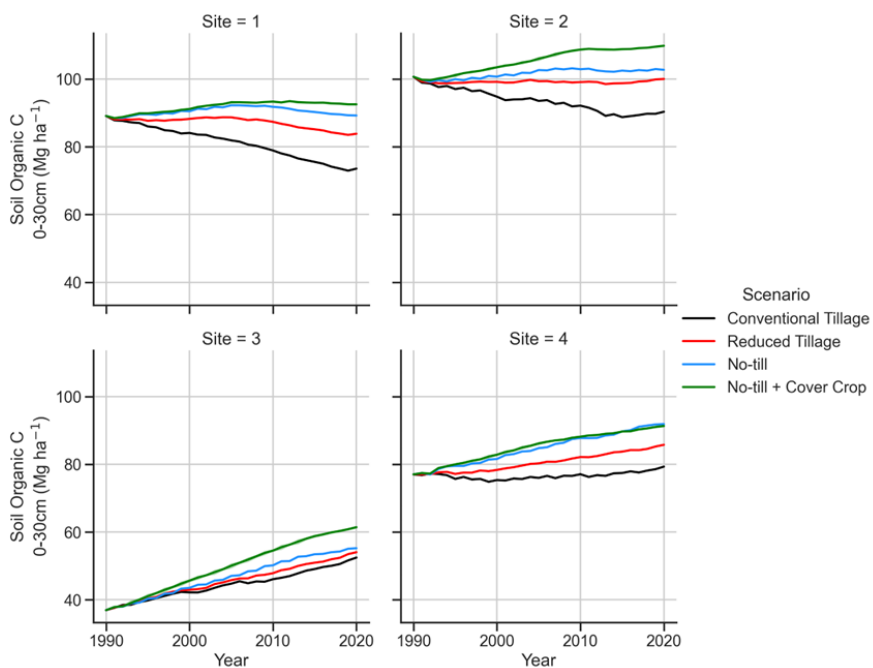 Site = 1
Site = 2
Soil Organic C
0-30cm (Mg ha⁻¹)
100
80
60
40
Scenario
Conventional Tillage
Reduced Tillage
No-till
No-till + Cover Crop
Site = 3
Site = 4
Soil Organic C
0-30cm (Mg ha⁻¹)
100
80
60
40
1990 2000 2010 2020
Year
1990 2000 2010 2020
Year